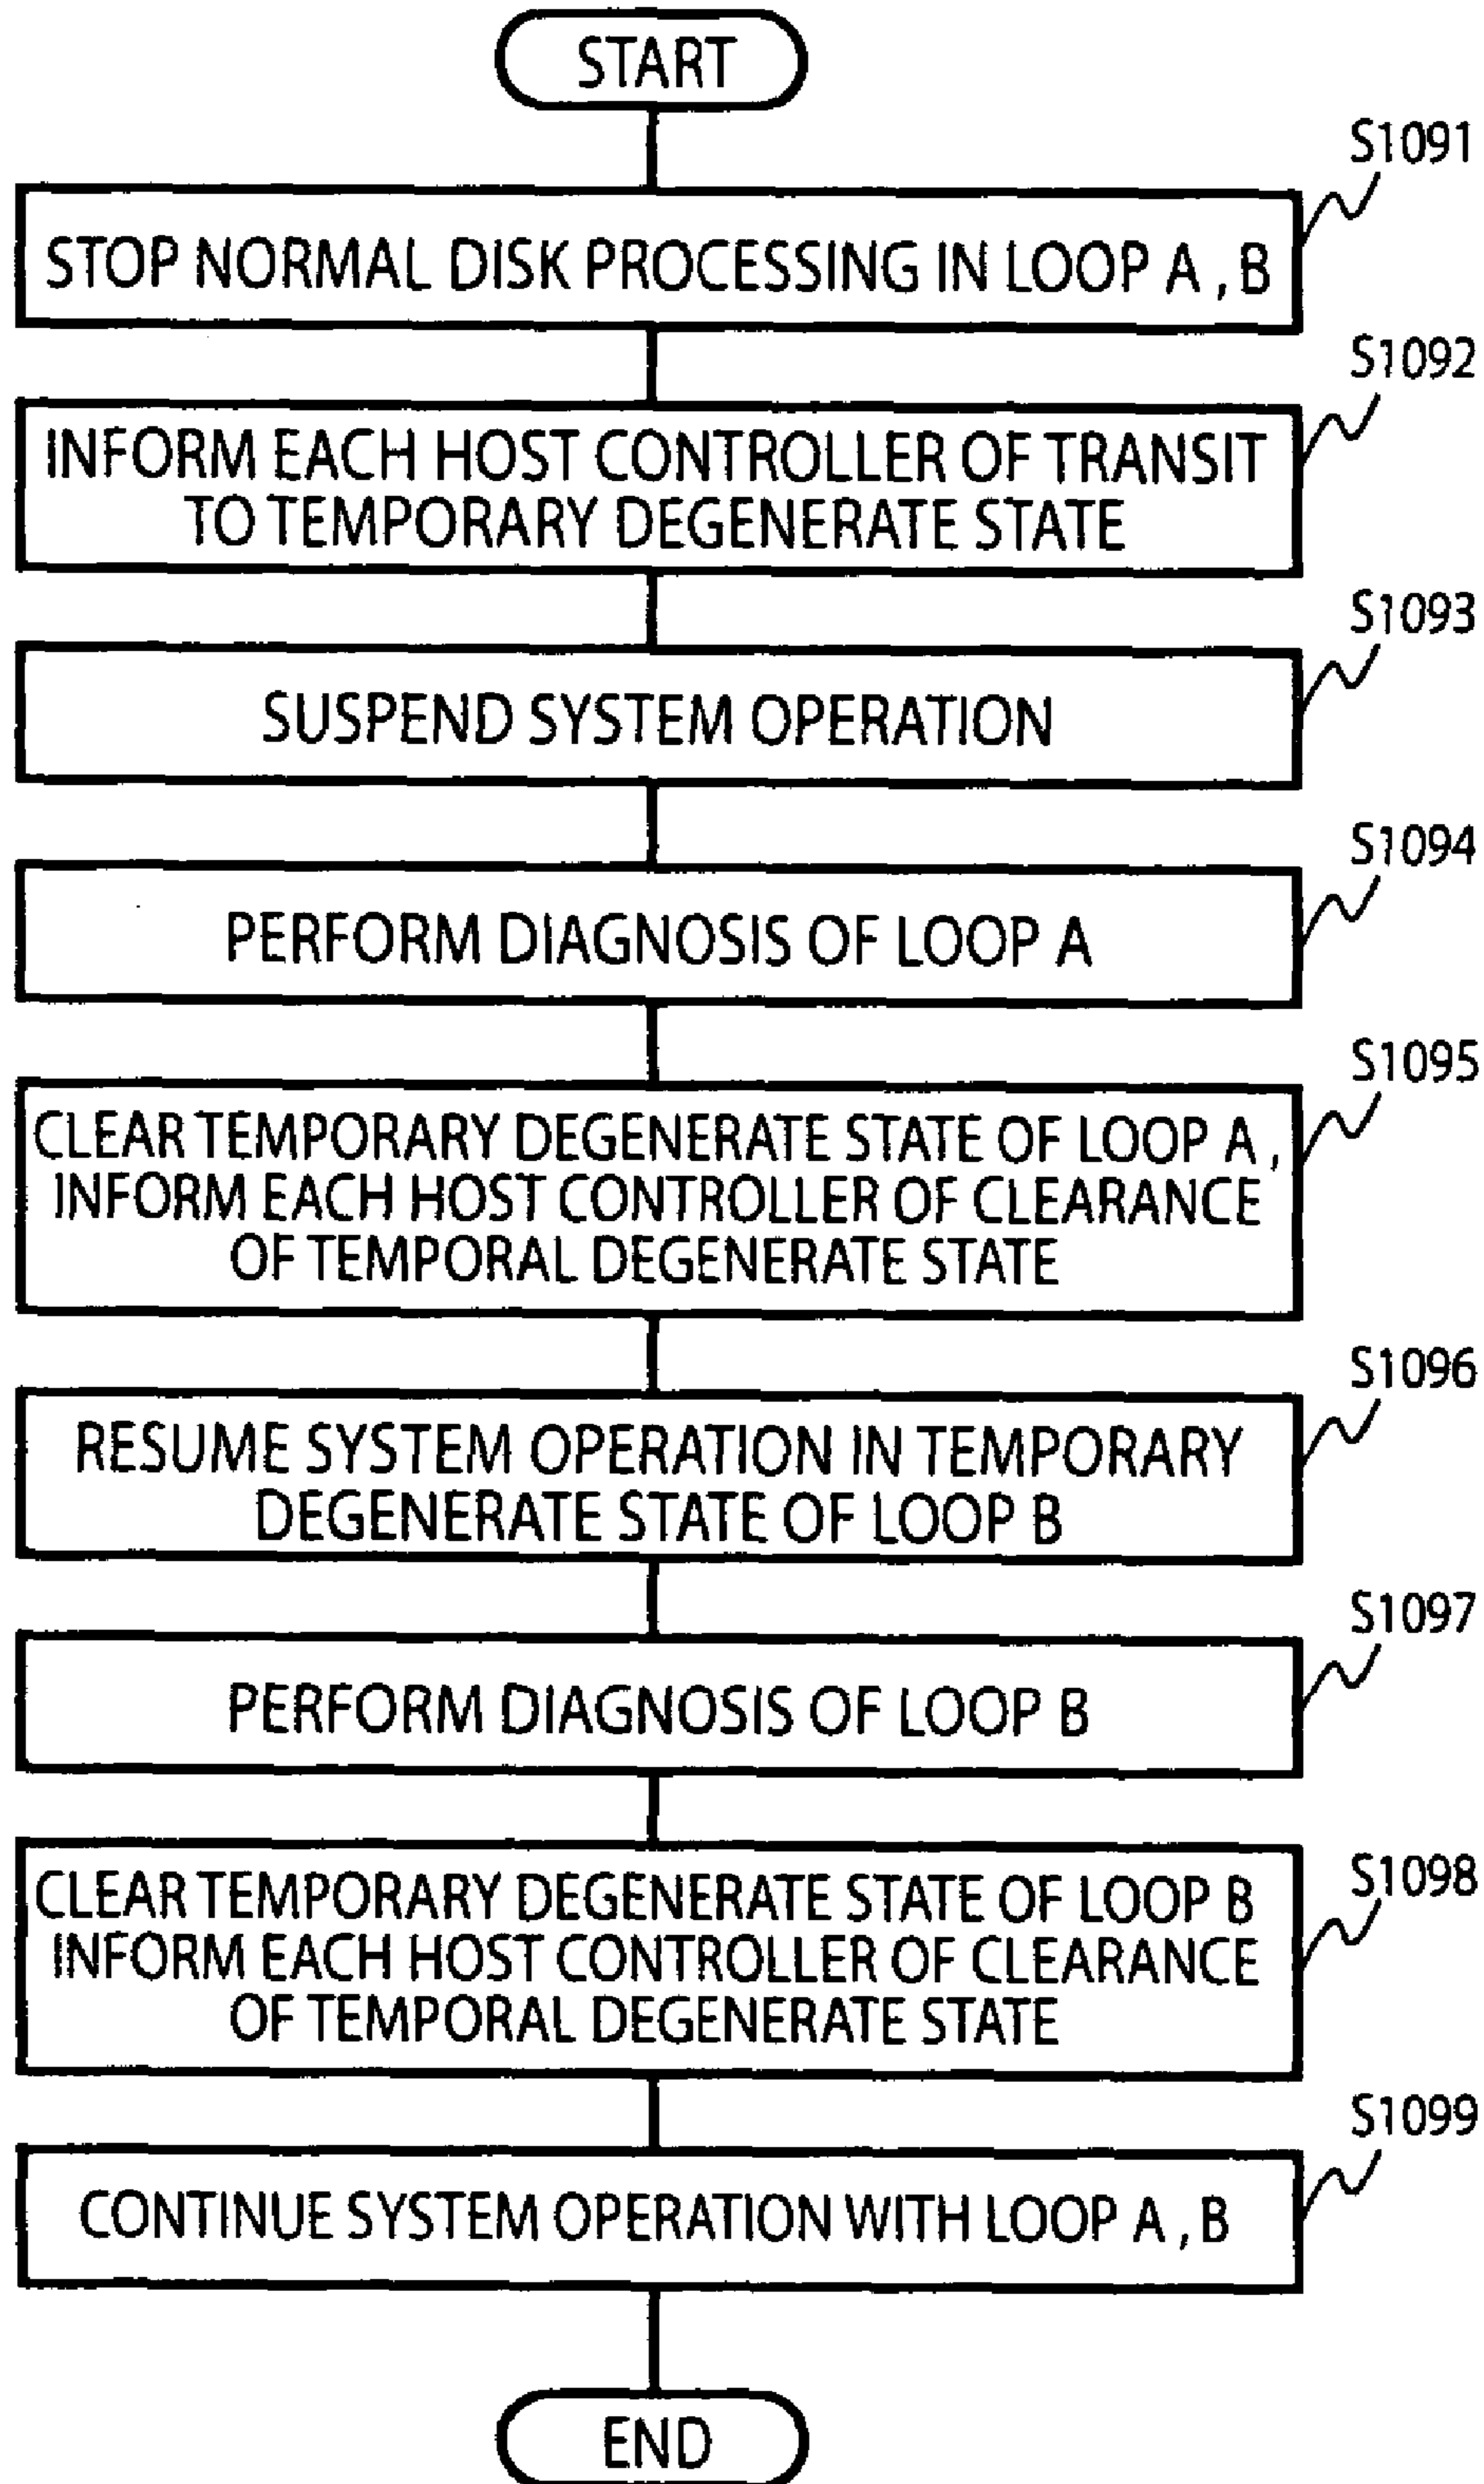 START
S1091
STOP NORMAL DISK PROCESSING IN LOOP A , B
S1092
INFORM EACH HOST CONTROLLER OF TRANSIT
TO TEMPORARY DEGENERATE STATE
S1093
SUSPEND SYSTEM OPERATION
S1094
PERFORM DIAGNOSIS OF LOOP A
S1095
CLEAR TEMPORARY DEGENERATE STATE OF LOOP A ,
INFORM EACH HOST CONTROLLER OF CLEARANCE
OF TEMPORAL DEGENERATE STATE
S1096
RESUME SYSTEM OPERATION IN TEMPORARY
DEGENERATE STATE OF LOOP B
S1097
PERFORM DIAGNOSIS OF LOOP B
S1098
CLEAR TEMPORARY DEGENERATE STATE OF LOOP B
INFORM EACH HOST CONTROLLER OF CLEARANCE
OF TEMPORAL DEGENERATE STATE
S1099
CONTINUE SYSTEM OPERATION WITH LOOP A , B
END